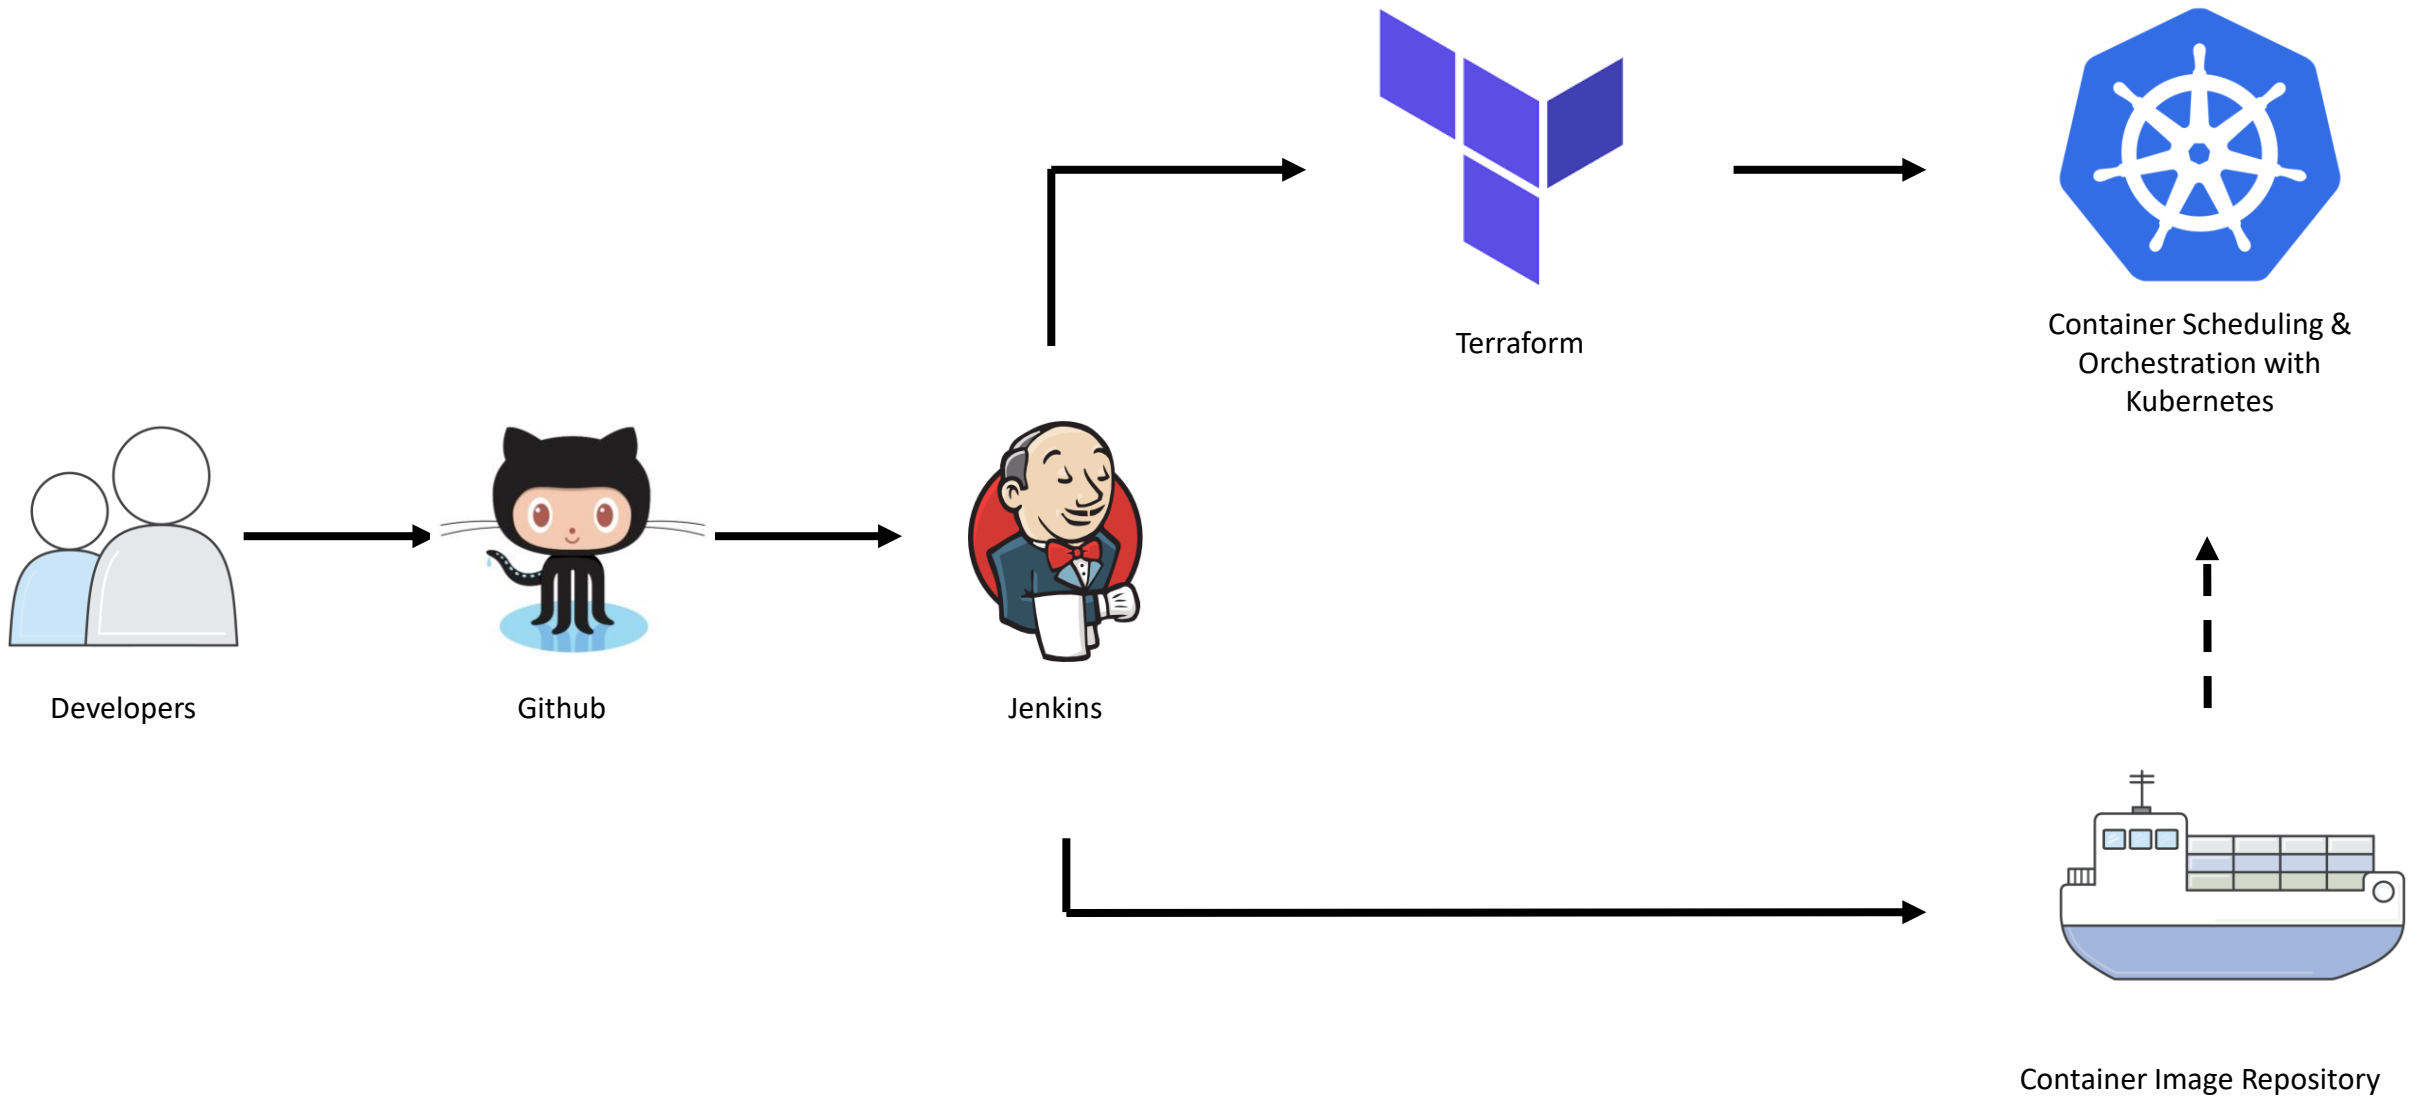 Terraform
Container Scheduling &
Orchestration with
Kubernetes
Developers
Github
Jenkins
Container Image Repository